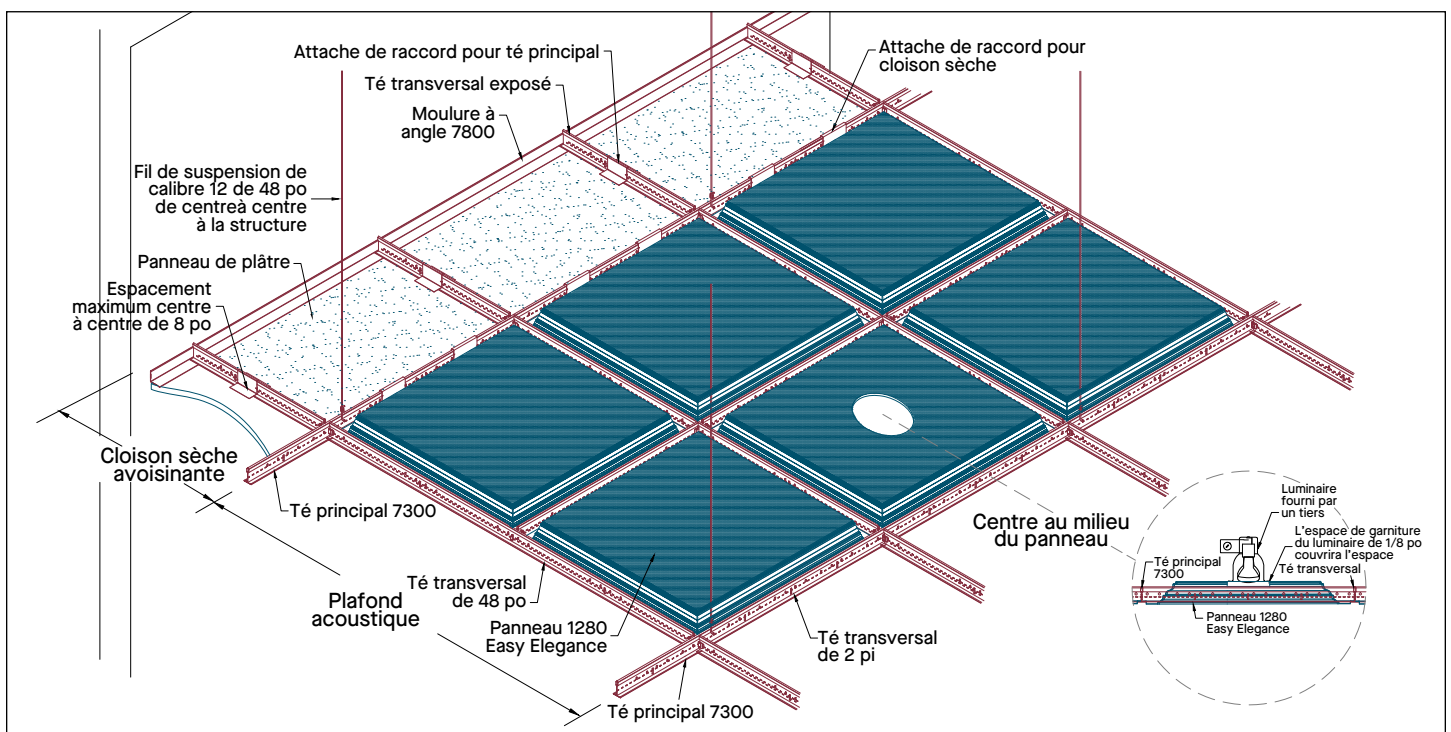 Attache de raccord pour té principal
Té transversal exposé
Moulure à
angle 7800
Attache de raccord pour
cloison sèche
Fil de suspension de
calibre 12 de 48 po
de centreà centre
à la structure
Panneau de plâtre
Espacement
maximum centre
à centre de 8 po
Cloison sèche
avoisinante
Té principal 7300
Plafond
acoustique
Té transversal
de 48 po
Panneau 1280
Easy Elegance
Té principal 7300
Té transversal
de 2 pi
Centre au milieu
du panneau
Luminaire
fourni par
un tiers
L'espace de garniture
du luminaire de 1/8 po
couvrira l'espace
Té principal
7300
Té transversal
Panneau 1280
Easy Elegance